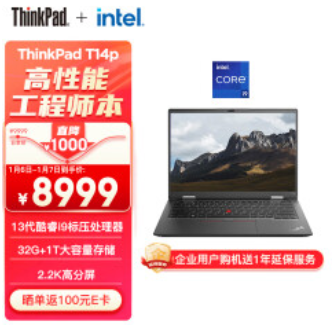 ThinkPad + intel.
ThinkPad T14p
高性能
工程师本
¥9999
直降
1000
1月6日-1月7日到手价:
¥8999
13代酷睿i9标压处理器
32G+1T大容量存储
2.2K高分屏
晒单返100元E卡
intel.
CORE
i9
企业用户购机送1年延保服务